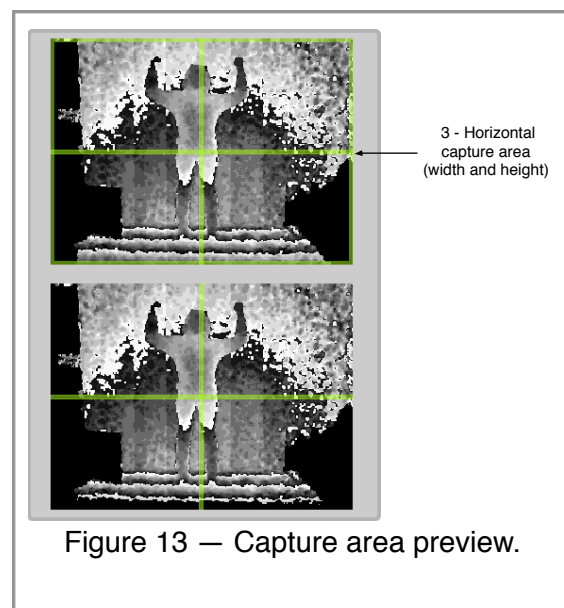 3 - Horizontal
capture area
(width and height)
Figure 13 — Capture area preview.